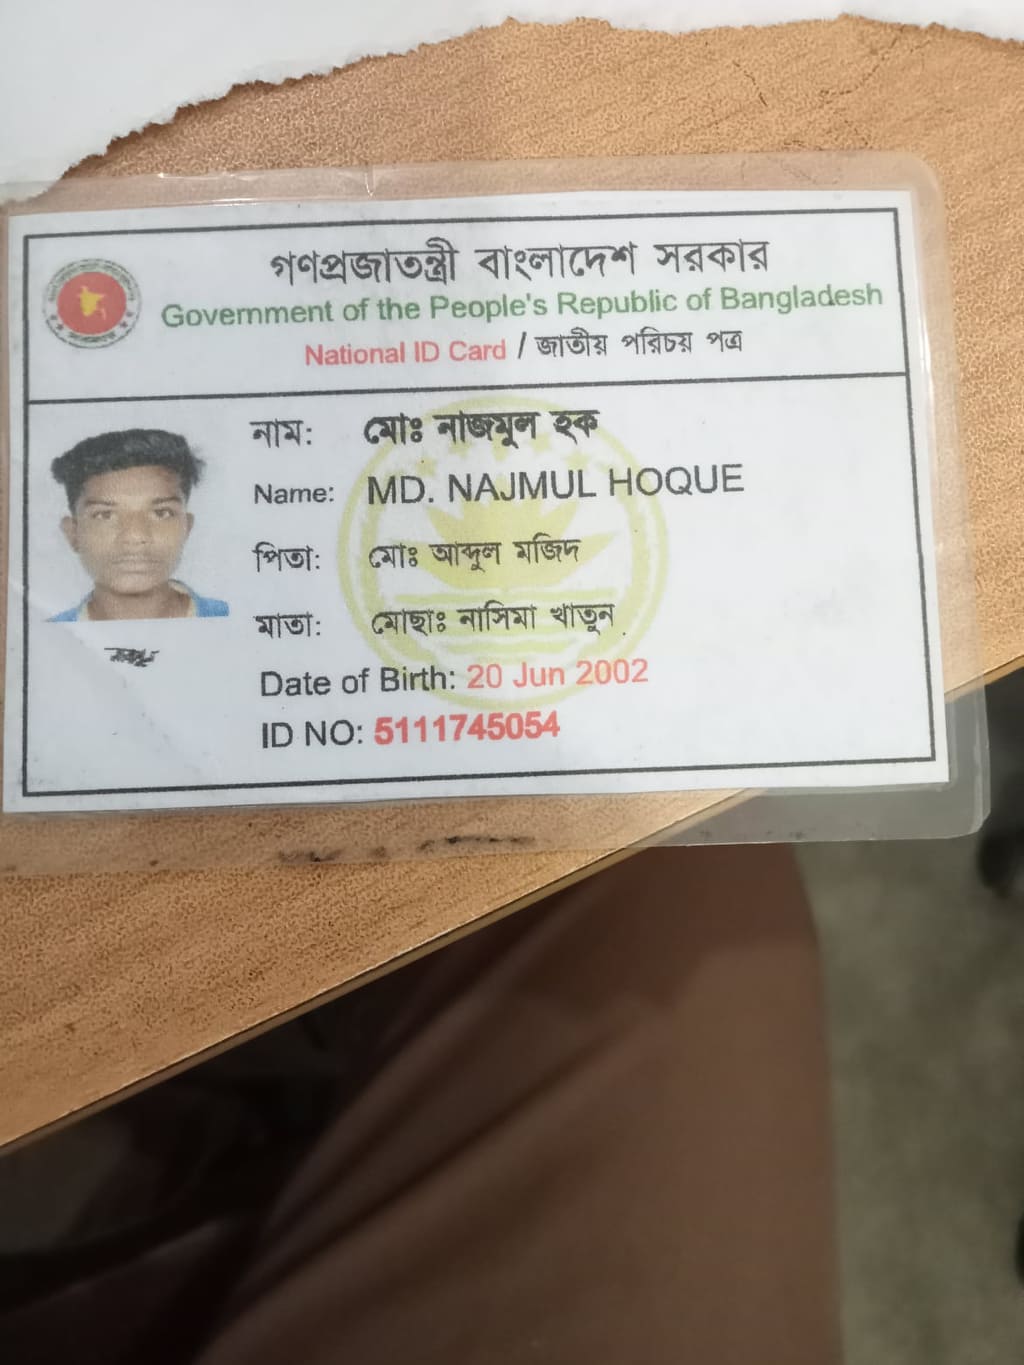 গণপ্রজাতন্ত্রী বাংলাদেশ সরকার
Government of the People's Republic of Bangladesh
National ID Card / জাতীয় পরিচয় পত্র
নাম: মোঃ নাজমুল হক
Name: MD. NAJMUL HOQUE
পিতা: মোঃ আব্দুল মজিদ
মাতা: মোছাঃ নাসিমা খাতুন
Date of Birth: 20 Jun 2002
ID NO: 5111745054